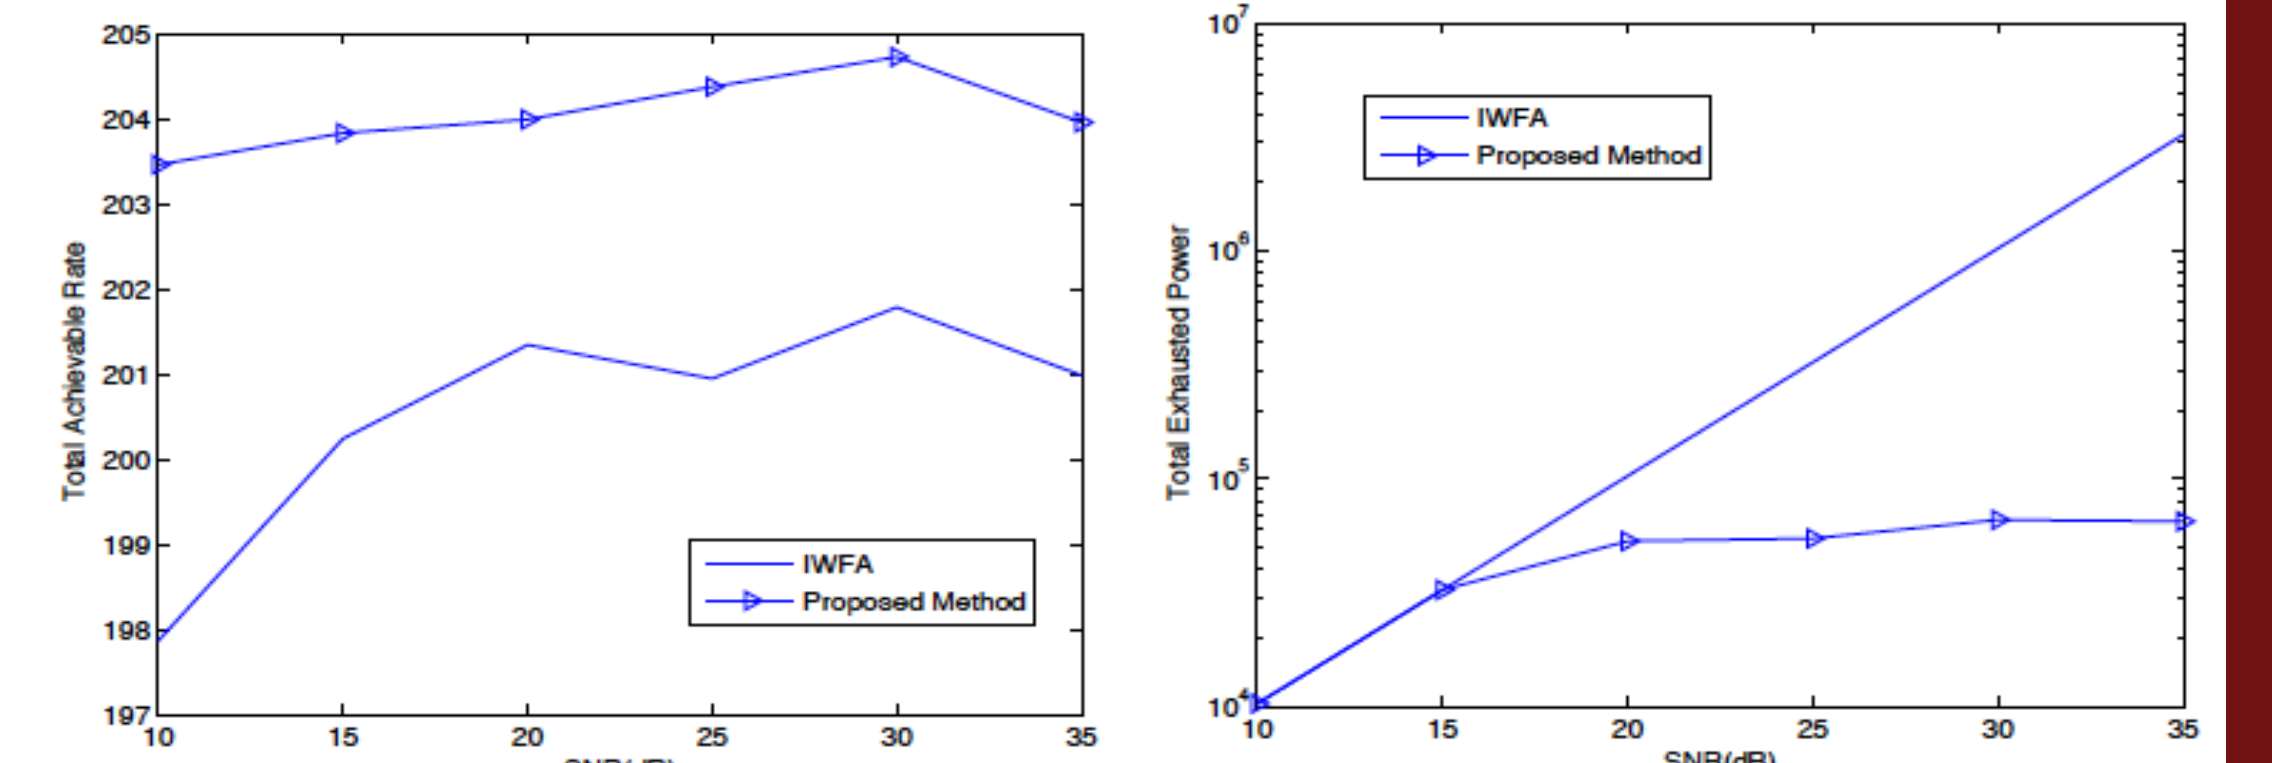 205
204
203
202
201
200
199
198
197
10 15 20 25 30 35
Total Achievable Rate
IWFA
Proposed Method
SNR(dB)
10^7
10^6
10^5
10^4
10 15 20 25 30 35
Total Exhausted Power
IWFA
Proposed Method
SNR(dB)